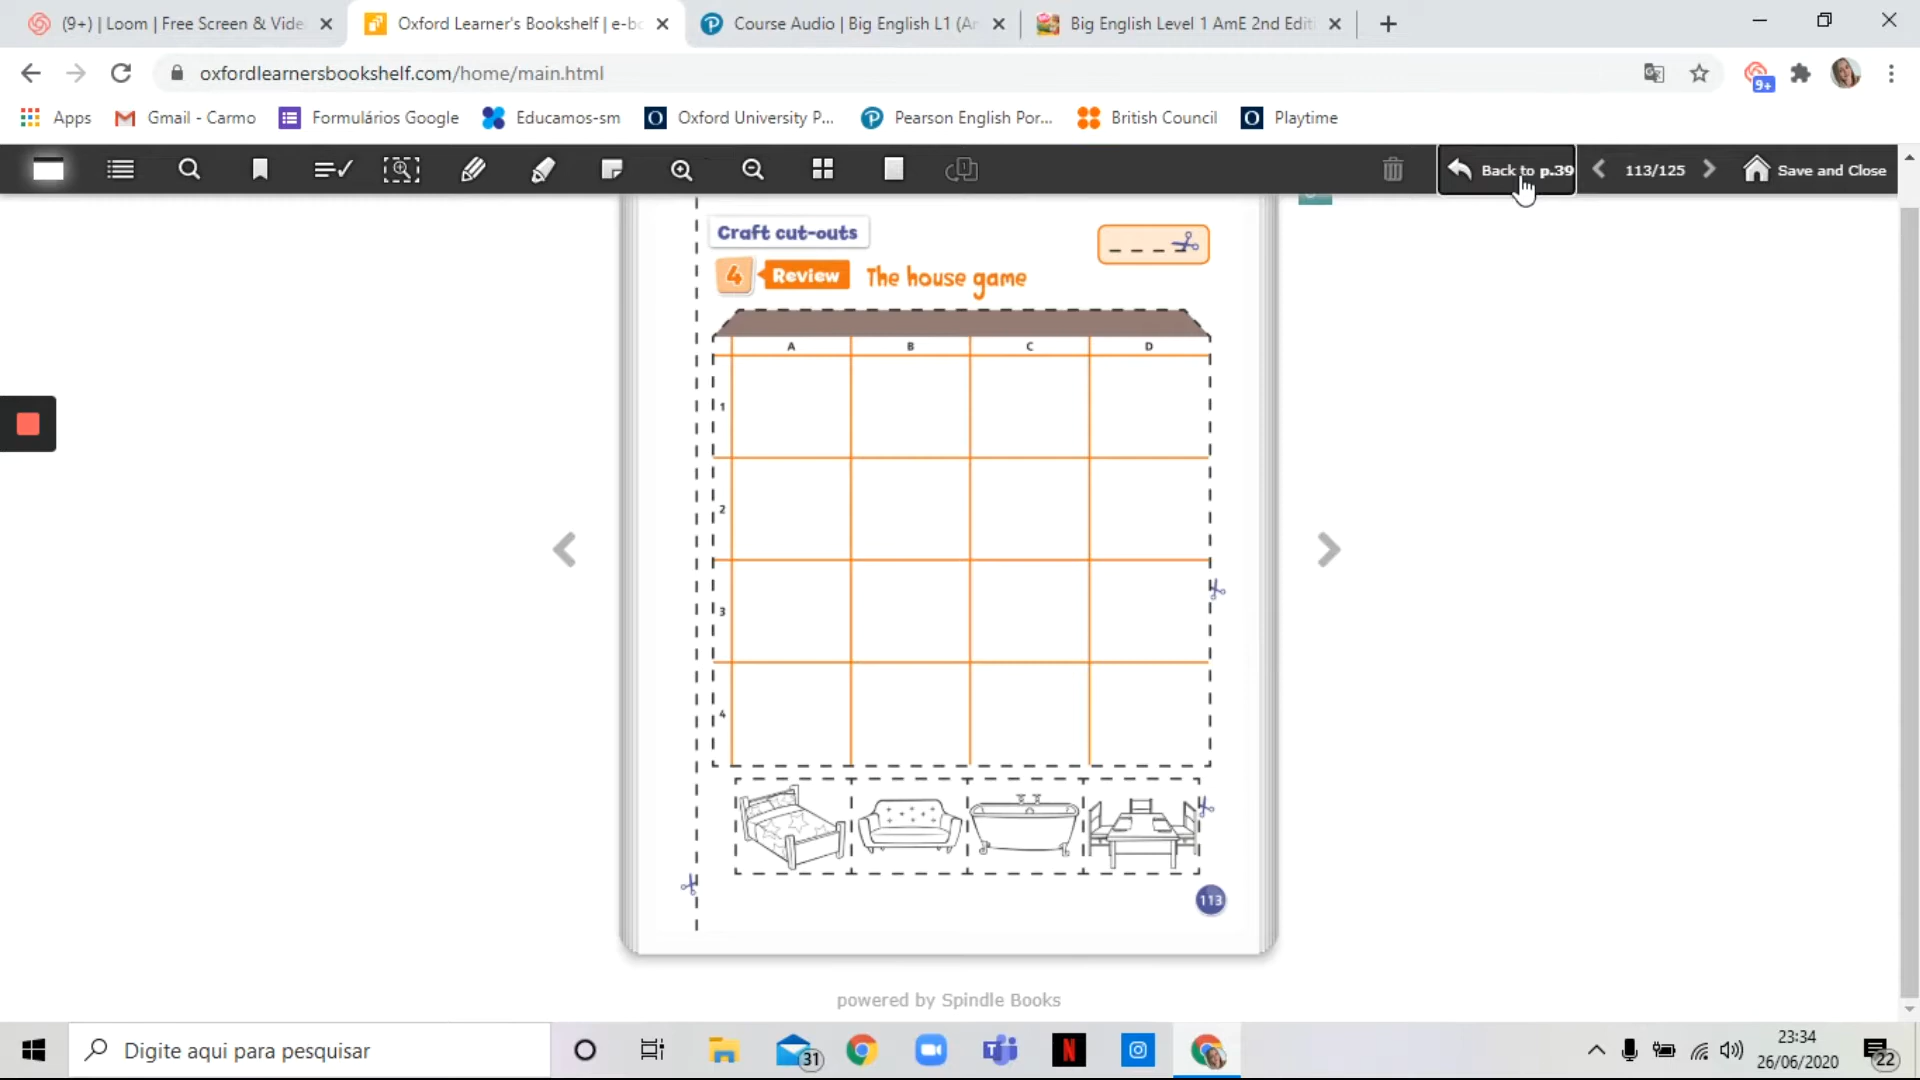 (9+) | Loom | Free Screen & Vide
Oxford Learner's Bookshelf | e-bo
Course Audio | Big English L1 (A
Big English Level 1 AmE 2nd Editi
oxfordlearnersbookshelf.com/home/main.html
9+
Apps
Gmail - Carmo
Formulários Google
Educamos-sm
Oxford University P...
Pearson English Por...
British Council
Playtime
Back to p.39
113/125
Save and Close
Craft cut-outs
4 Review The house game
A B C D
1
2
3
4
113
powered by Spindle Books
Digite aqui para pesquisar
31
23:34
26/06/2020
22